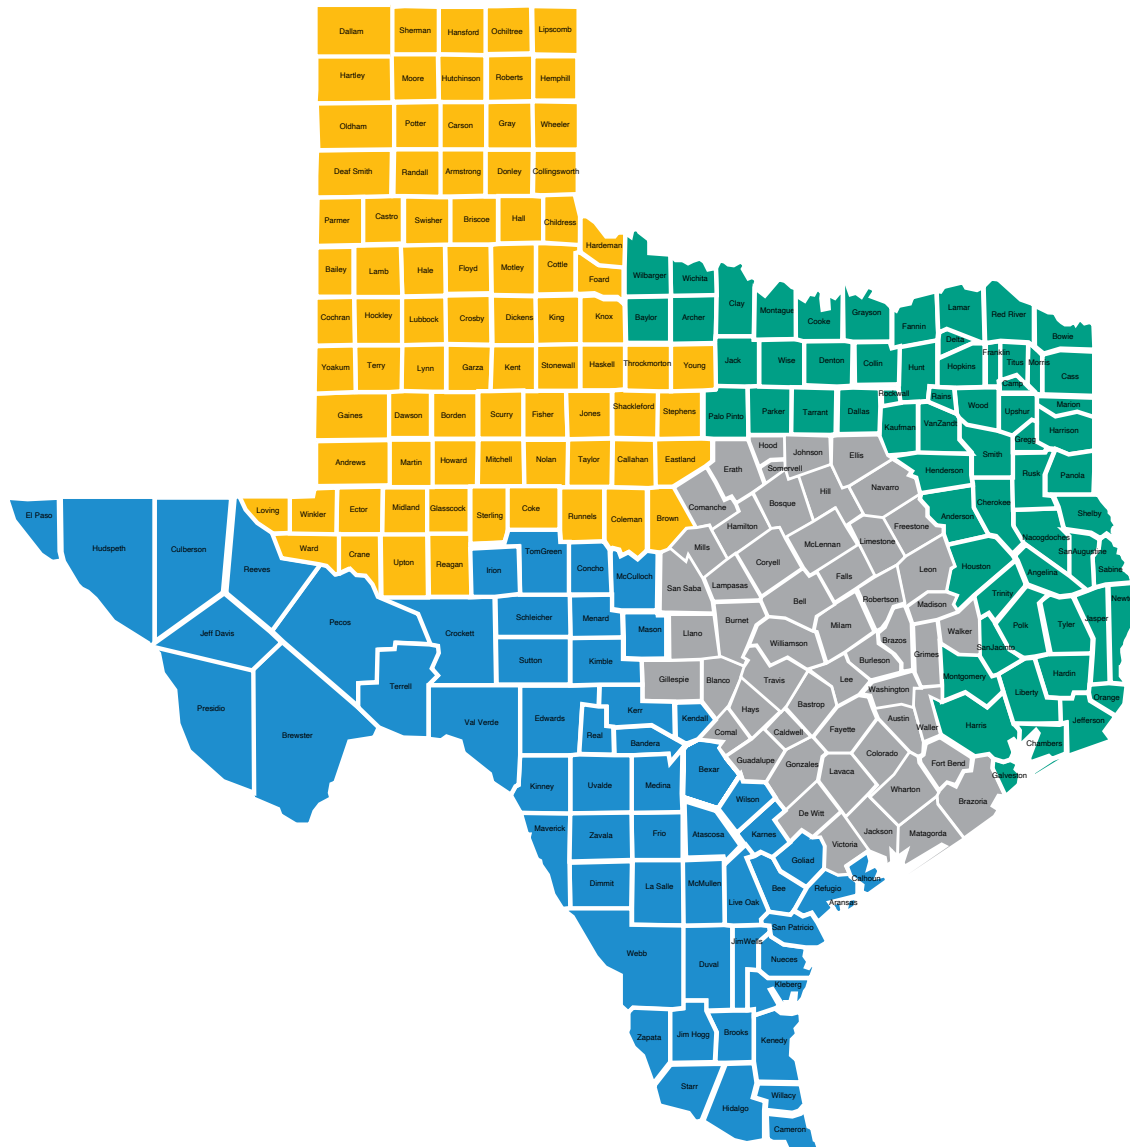 Dallam
Sherman
Hansford
Ochiltree
Lipscomb
Hartley
Moore
Hutchinson
Roberts
Hemphill
Oldham
Potter
Carson
Gray
Wheeler
Deaf Smith
Randall
Armstrong
Donley
Collingsworth
Parmer
Castro
Swisher
Briscoe
Hall
Childress
Hardeman
Bailey
Lamb
Hale
Floyd
Motley
Cottle
Foard
Wilbarger
Wichita
Clay
Montague
Cooke
Grayson
Fannin
Lamar
Red River
Bowie
Cochran
Hockley
Lubbock
Crosby
Dickens
King
Knox
Baylor
Archer
Delta
Yoakum
Terry
Lynn
Garza
Kent
Stonewall
Haskell
Throckmorton
Young
Jack
Wise
Denton
Collin
Hunt
Hopkins
Franklin
Titus
Morris
Cass
Camp
Gaines
Dawson
Borden
Scurry
Fisher
Jones
Shackleford
Stephens
Palo Pinto
Parker
Tarrant
Dallas
Rockwall
Kaufman
Rains
VanZandt
Wood
Upshur
Marion
Harrison
Gregg
Andrews
Martin
Howard
Mitchell
Nolan
Taylor
Callahan
Eastland
Erath
Hood
Somervell
Johnson
Ellis
Henderson
Smith
Rusk
Panola
El Paso
Hudspeth
Culberson
Reeves
Loving
Winkler
Ector
Midland
Glasscock
Sterling
Coke
Runnels
Coleman
Brown
Comanche
Hamilton
Bosque
Hill
Navarro
Freestone
Anderson
Cherokee
Nacogdoches
Shelby
SanAugustine
Sabine
Ward
Crane
Upton
Reagan
Irion
TomGreen
Concho
McCulloch
San Saba
Mills
Lampasas
Coryell
McLennan
Limestone
Falls
Leon
Houston
Angelina
Trinity
Jeff Davis
Pecos
Crockett
Schleicher
Menard
Mason
Llano
Burnet
Bell
Milam
Robertson
Madison
Brazos
Walker
Grimes
SanJacinto
Polk
Tyler
Jasper
Presidio
Brewster
Terrell
Sutton
Kimble
Gillespie
Blanco
Williamson
Travis
Lee
Burleson
Washington
Montgomery
Liberty
Hardin
Orange
Val Verde
Edwards
Real
Kerr
Bandera
Kendall
Comal
Hays
Caldwell
Bastrop
Fayette
Austin
Waller
Harris
Chambers
Jefferson
Kinney
Uvalde
Medina
Bexar
Guadalupe
Gonzales
Lavaca
Colorado
Fort Bend
Galveston
Brazoria
Wharton
Wilson
Maverick
Zavala
Frio
Atascosa
Karnes
De Witt
Victoria
Jackson
Matagorda
Goliad
Dimmit
La Salle
McMullen
Live Oak
Bee
Refugio
Calhoun
Aransas
San Patricio
Webb
Duval
JimWells
Nueces
Kleberg
Zapata
Jim Hogg
Brooks
Kenedy
Starr
Hidalgo
Willacy
Cameron